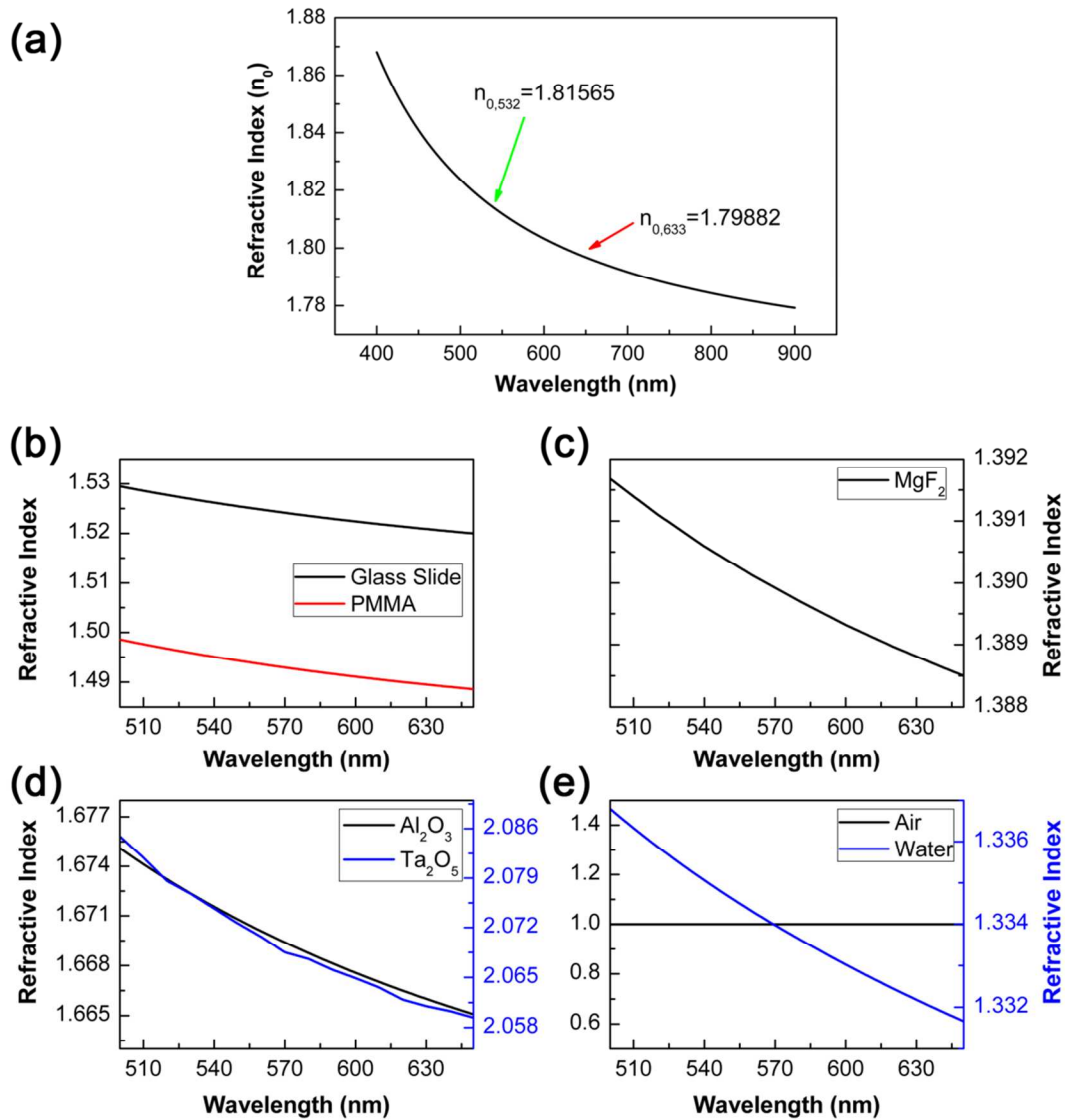 (a)
1.88
1.86
1.84
1.82
1.80
1.78
Refractive Index (n0)
n0,532=1.81565
n0,633=1.79882
400 500 600 700 800 900
Wavelength (nm)
(b)
1.53
1.52
1.51
1.50
1.49
Refractive Index
Glass Slide
PMMA
510 540 570 600 630
Wavelength (nm)
(c)
MgF2
1.392
1.391
1.390
1.389
1.388
Refractive Index
510 540 570 600 630
Wavelength (nm)
(d)
1.677
1.674
1.671
1.668
1.665
Refractive Index
Al2O3
Ta2O5
2.086
2.079
2.072
2.065
2.058
510 540 570 600 630
Wavelength (nm)
(e)
1.4
1.2
1.0
0.8
0.6
Air
Water
1.336
1.334
1.332
Refractive Index
510 540 570 600 630
Wavelength (nm)